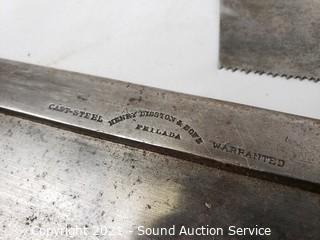 CAST-STEEL HENRY DISSTON & SONS WARRANTED
PHILADA
Copyright 2021 - Sound Auction Service